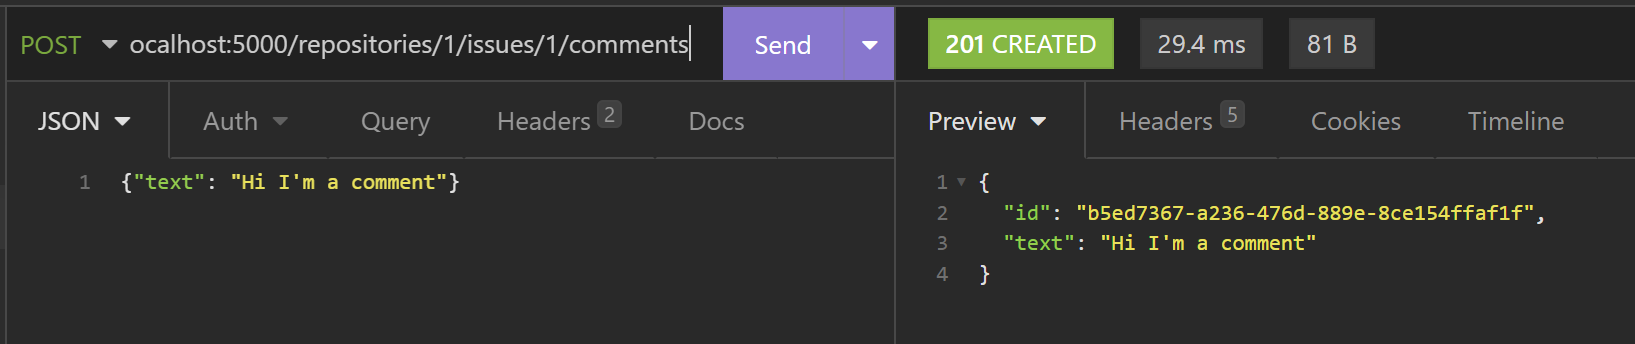 POST ocalhost:5000/repositories/1/issues/1/comments Send 201 CREATED 29.4 ms 81 B
JSON Auth Query Headers 2 Docs
Preview Headers 5 Cookies Timeline
1 {"text": "Hi I'm a comment"}
1 {
2 "id": "b5ed7367-a236-476d-889e-8ce154ffaf1f",
3 "text": "Hi I'm a comment"
4 }